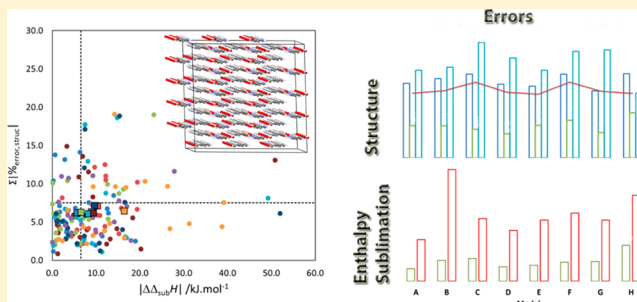 30.0
25.0
20.0
15.0
10.0
5.0
0.0
Σ|%error,struc|
0.0 10.0 20.0 30.0 40.0 50.0 60.0
|ΔΔsubH| /kJ.mol-1
Errors
Structure
Enthalpy
Sublimation
A B C D E F G H